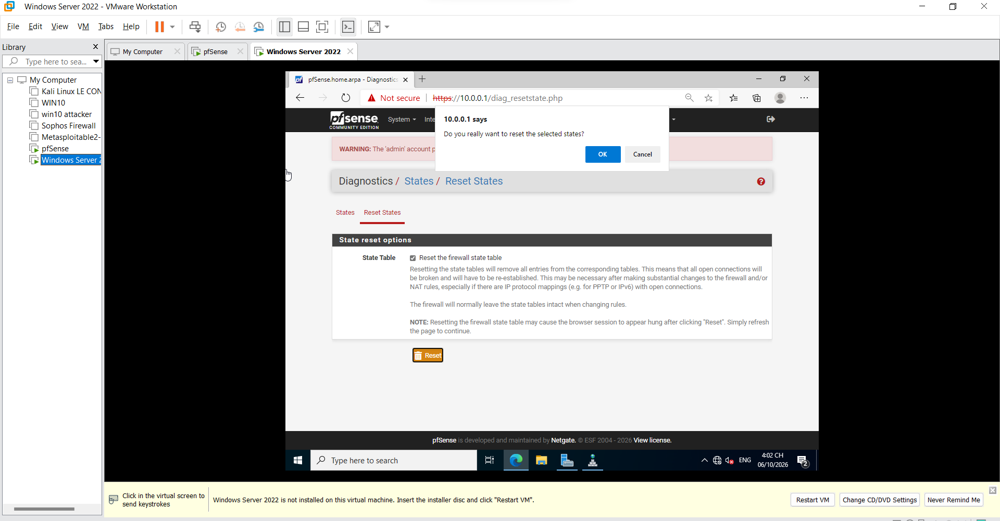 Windows Server 2022 - VMware Workstation
File Edit View VM Tabs Help
Library
Type here to sea...
My Computer
Kali Linux LE CON
WIN10
win10 attacker
Sophos Firewall
Metasploitable2-
pfSense
Windows Server 2
My Computer
pfSense
Windows Server 2022
pfSense.home.arpa - Diagnostics
Not secure
https://10.0.0.1/diag_resetstate.php
pfsense
COMMUNITY EDITION
System
Inte
10.0.0.1 says
Do you really want to reset the selected states?
OK
Cancel
WARNING: The 'admin' account p
Diagnostics / States / Reset States
States
Reset States
State reset options
State Table
Reset the firewall state table
Resetting the state tables will remove all entries from the corresponding tables. This means that all open connections will
be broken and will have to be re-established. This may be necessary after making substantial changes to the firewall and/or
NAT rules, especially if there are IP protocol mappings (e.g. for PPTP or IPv6) with open connections.
The firewall will normally leave the state tables intact when changing rules.
NOTE: Resetting the firewall state table may cause the browser session to appear hung after clicking "Reset". Simply refresh
the page to continue.
Reset
pfSense is developed and maintained by Netgate. © ESF 2004 - 2026 View license.
Type here to search
ENG
4:02 CH
06/10/2026
2
Click in the virtual screen to
send keystrokes
Windows Server 2022 is not installed on this virtual machine. Insert the installer disc and click "Restart VM".
Restart VM
Change CD/DVD Settings
Never Remind Me